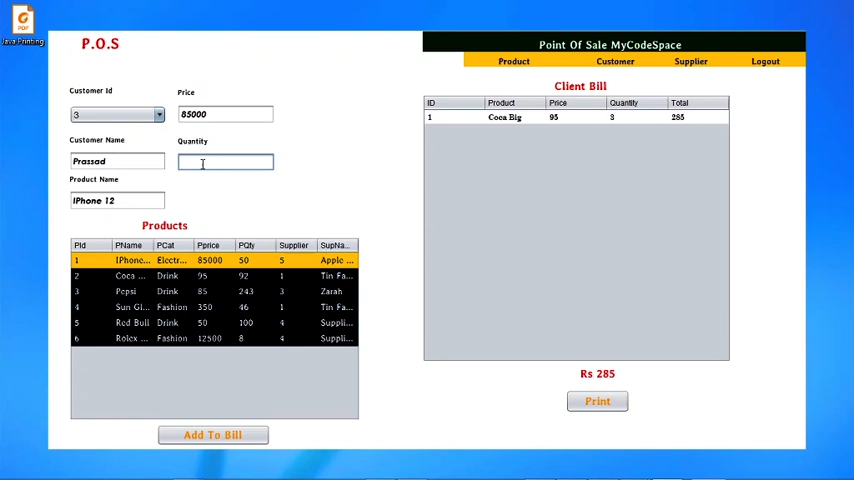 PDF
Java Printing
P.O.S
Point Of Sale MyCodeSpace
Product Customer Supplier Logout
Customer Id
Price
3
85000
Customer Name
Quantity
Prassad
Product Name
IPhone 12
Products
PId PName PCat Pprice PQty Supplier SupNa...
1 IPhone... Electr... 85000 50 5 Apple ...
2 Coca ... Drink 95 92 1 Tin Fa...
3 Pepsi Drink 85 243 3 Zarah
4 Sun Gl... Fashion 350 46 1 Tin Fa...
5 Red Bull Drink 50 100 4 Suppli...
6 Rolex ... Fashion 12500 8 4 Suppli...
Add To Bill
Client Bill
ID Product Price Quantity Total
1 Coca Big 95 3 285
Rs 285
Print